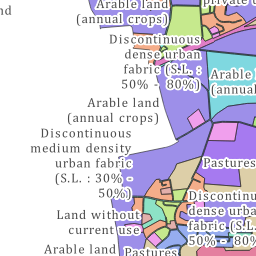 Arable land
(annual crops)
private u
nd
Discontinuous
dense urban
fabric (S.L. :
50% - 80%)
Arable
(annual
Arable land
(annual crops)
Discontinuous
medium density
urban fabric
(S.L. : 30% -
50%)
Pastures
Discontinuous
dense urban
fabric (S.L. :
50% - 80%)
Land without
current use
Arable land
Pastures